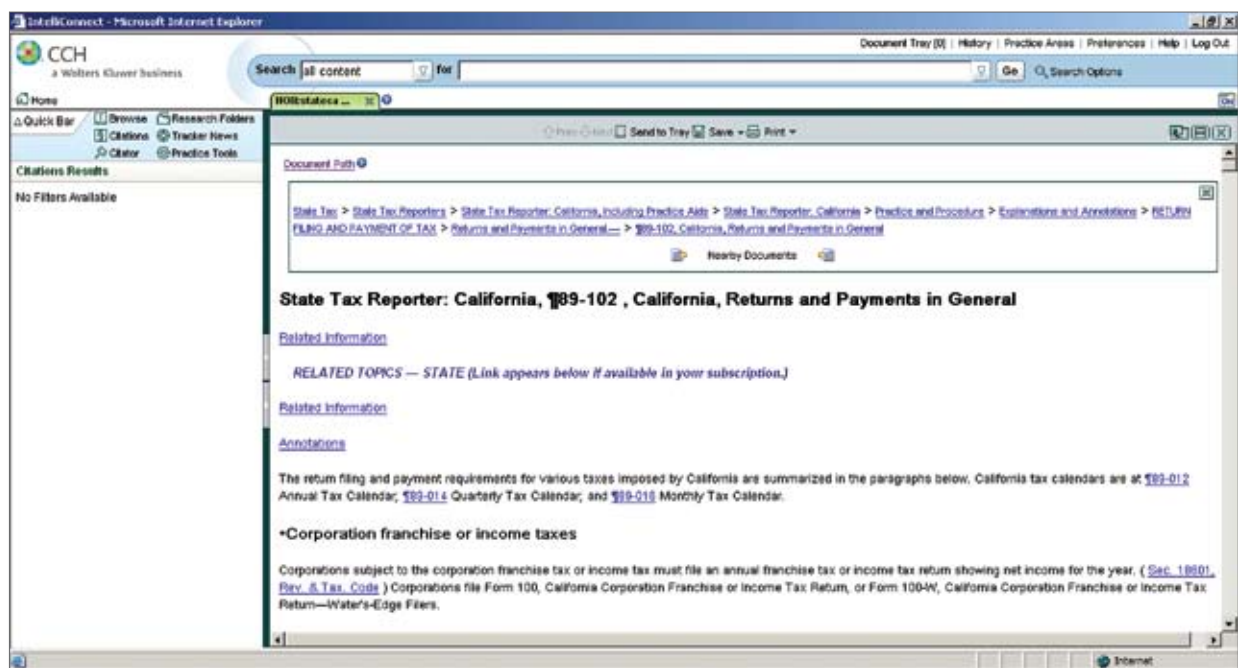 IntelliConnect - Microsoft Internet Explorer
CCH
a Wolters Kluwer business
Document Tray [0] | History | Practice Areas | Preferences | Help | Log Out
Search all content for Go Search Options
Home
Quick Bar
Browse Research Folders
Citations Tracker News
Citator Practice Tools
Citations Results
No Filters Available
Send to Tray Save Print
Document Path
State Tax > State Tax Reporters > State Tax Reporter: California, Including Practice Aids > State Tax Reporter, California > Practice and Procedure > Explanations and Annotations > RETURN
FILING AND PAYMENT OF TAX > Returns and Payments in General— > ¶89-102, California, Returns and Payments in General
Nearby Documents
State Tax Reporter: California, ¶89-102 , California, Returns and Payments in General
Related Information
RELATED TOPICS — STATE (Link appears below if available in your subscription.)
Related Information
Annotations
The return filing and payment requirements for various taxes imposed by California are summarized in the paragraphs below. California tax calendars are at ¶89-012
Annual Tax Calendar; ¶89-014 Quarterly Tax Calendar; and ¶89-016 Monthly Tax Calendar.
•Corporation franchise or income taxes
Corporations subject to the corporation franchise tax or income tax must file an annual franchise tax or income tax return showing net income for the year. ( Sec. 18601,
Rev. & Tax. Code ) Corporations file Form 100, California Corporation Franchise or Income Tax Return, or Form 100-W, California Corporation Franchise or Income Tax
Return—Water's-Edge Filers.
Internet